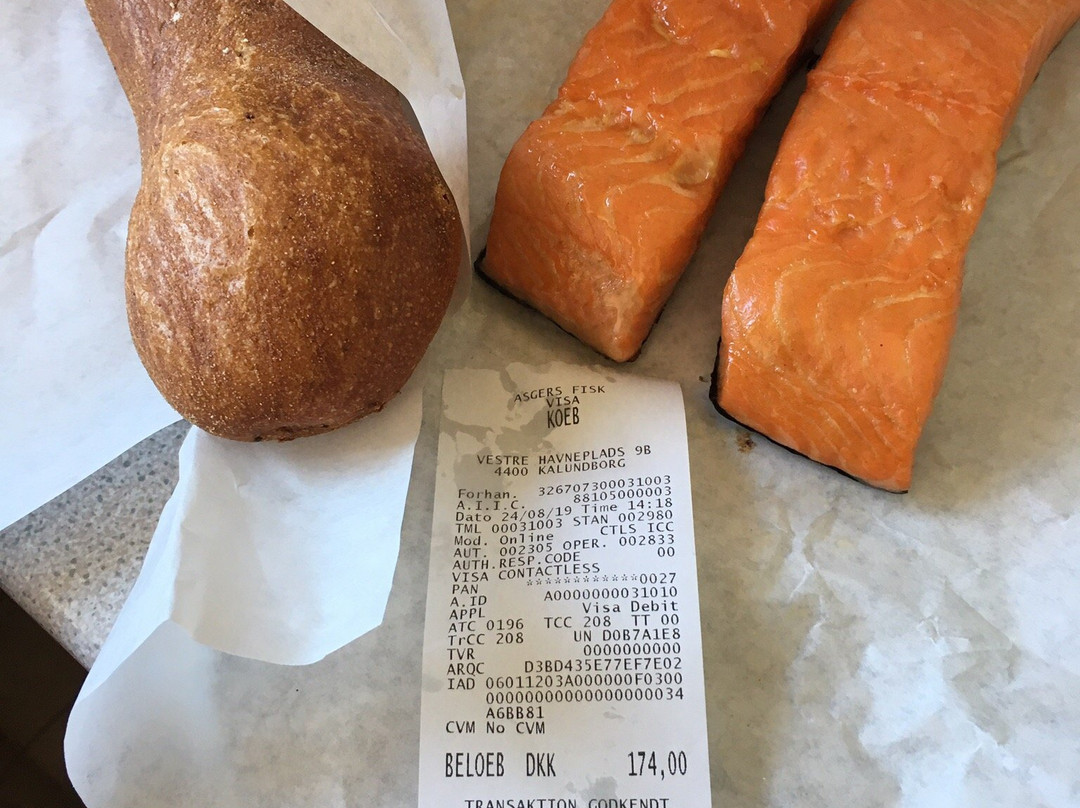 ASGERS FISK
VISA
KOEB
VESTRE HAVNEPLADS 9B
4400 KALUNDBORG
Forhan. 326707300031003
A.I.I.C. 88105000003
Dato 24/08/19 Time 14:18
TML 00031003 STAN 002980
Mod. Online CTLS ICC
AUT. 002305 OPER. 002833
AUTH.RESP.CODE 00
VISA CONTACTLESS
PAN ************0027
A.ID A0000000031010
APPL Visa Debit
ATC 0196 TCC 208 TT 00
TrCC 208 UN D0B7A1E8
TVR 0000000000
ARQC D3BD435E77EF7E02
IAD 06011203A000000F0300
00000000000000000034
A6BB81
CVM No CVM
BELOEB DKK 174,00
TRANSAKTION GODKENDT